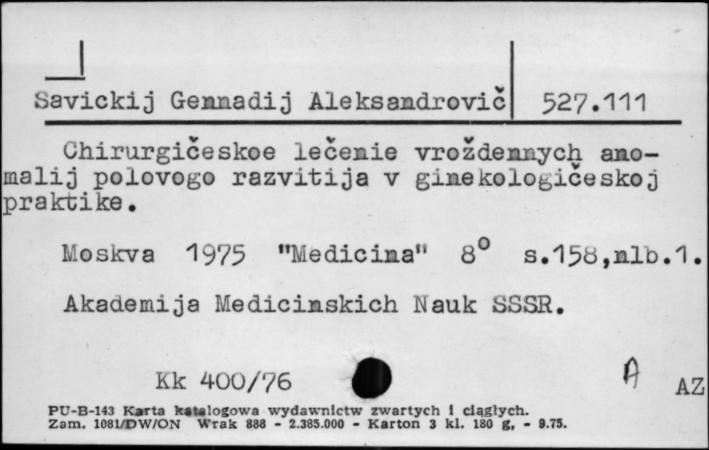 Savickij Gennadij Aleksandrovič 527.111
Chirurgičeskoe lečenie vroždennych ano-
malij polovogo razvitija v ginekologičeskoj
praktike.
Moskva 1975 "Medicina" 8° s.158,nlb.1.
Akademija Medicinskich Nauk SSSR.
Kk 400/76 A AZ
PU-B-143 Karta katalogowa wydawnictw zwartych i ciągłych.
Zam. 1081/DW/ON Wrak 888 - 2.385.000 - Karton 3 kl. 180 g, - 9.75.